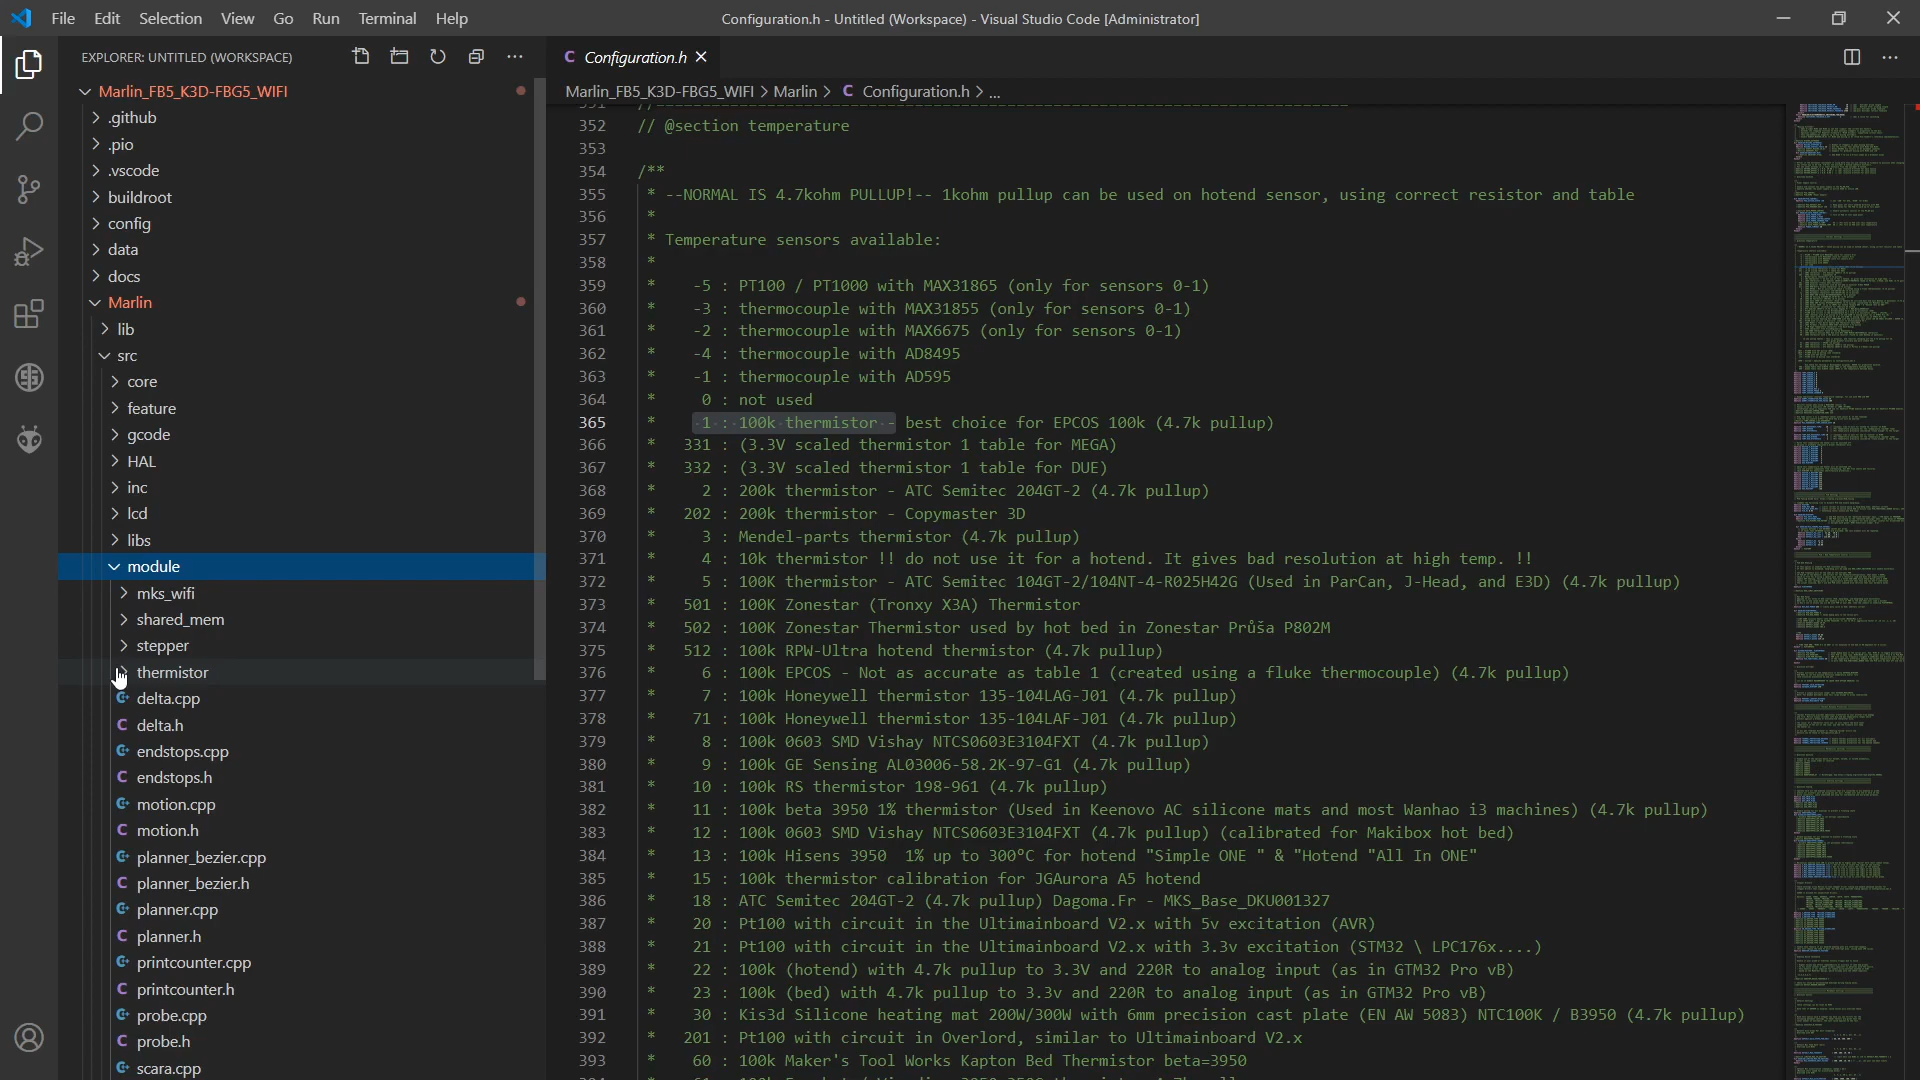 File Edit Selection View Go Run Terminal Help
Configuration.h - Untitled (Workspace) - Visual Studio Code [Administrator]
EXPLORER: UNTITLED (WORKSPACE)
Marlin_FB5_K3D-FBG5_WIFI
.github
.pio
.vscode
buildroot
config
data
docs
Marlin
lib
src
core
feature
gcode
HAL
inc
lcd
libs
module
mks_wifi
shared_mem
stepper
thermistor
delta.cpp
delta.h
endstops.cpp
endstops.h
motion.cpp
motion.h
planner_bezier.cpp
planner_bezier.h
planner.cpp
planner.h
printcounter.cpp
printcounter.h
probe.cpp
probe.h
scara.cpp
Configuration.h
Marlin_FB5_K3D-FBG5_WIFI > Marlin > Configuration.h > ...
352 // @section temperature
353
354 /**
355 * --NORMAL IS 4.7kohm PULLUP!-- 1kohm pullup can be used on hotend sensor, using correct resistor and table
356 *
357 * Temperature sensors available:
358 *
359 * -5 : PT100 / PT1000 with MAX31865 (only for sensors 0-1)
360 * -3 : thermocouple with MAX31855 (only for sensors 0-1)
361 * -2 : thermocouple with MAX6675 (only for sensors 0-1)
362 * -4 : thermocouple with AD8495
363 * -1 : thermocouple with AD595
364 * 0 : not used
365 * 1 : 100k thermistor - best choice for EPCOS 100k (4.7k pullup)
366 * 331 : (3.3V scaled thermistor 1 table for MEGA)
367 * 332 : (3.3V scaled thermistor 1 table for DUE)
368 * 2 : 200k thermistor - ATC Semitec 204GT-2 (4.7k pullup)
369 * 202 : 200k thermistor - Copymaster 3D
370 * 3 : Mendel-parts thermistor (4.7k pullup)
371 * 4 : 10k thermistor !! do not use it for a hotend. It gives bad resolution at high temp. !!
372 * 5 : 100K thermistor - ATC Semitec 104GT-2/104NT-4-R025H42G (Used in ParCan, J-Head, and E3D) (4.7k pullup)
373 * 501 : 100K Zonestar (Tronxy X3A) Thermistor
374 * 502 : 100K Zonestar Thermistor used by hot bed in Zonestar Průša P802M
375 * 512 : 100k RPW-Ultra hotend thermistor (4.7k pullup)
376 * 6 : 100k EPCOS - Not as accurate as table 1 (created using a fluke thermocouple) (4.7k pullup)
377 * 7 : 100k Honeywell thermistor 135-104LAG-J01 (4.7k pullup)
378 * 71 : 100k Honeywell thermistor 135-104LAF-J01 (4.7k pullup)
379 * 8 : 100k 0603 SMD Vishay NTCS0603E3104FXT (4.7k pullup)
380 * 9 : 100k GE Sensing AL03006-58.2K-97-G1 (4.7k pullup)
381 * 10 : 100k RS thermistor 198-961 (4.7k pullup)
382 * 11 : 100k beta 3950 1% thermistor (Used in Keenovo AC silicone mats and most Wanhao i3 machines) (4.7k pullup)
383 * 12 : 100k 0603 SMD Vishay NTCS0603E3104FXT (4.7k pullup) (calibrated for Makibox hot bed)
384 * 13 : 100k Hisens 3950 1% up to 300°C for hotend "Simple ONE " & "Hotend "All In ONE"
385 * 15 : 100k thermistor calibration for JGAurora A5 hotend
386 * 18 : ATC Semitec 204GT-2 (4.7k pullup) Dagoma.Fr - MKS_Base_DKU001327
387 * 20 : Pt100 with circuit in the Ultimainboard V2.x with 5v excitation (AVR)
388 * 21 : Pt100 with circuit in the Ultimainboard V2.x with 3.3v excitation (STM32 \ LPC176x....)
389 * 22 : 100k (hotend) with 4.7k pullup to 3.3V and 220R to analog input (as in GTM32 Pro vB)
390 * 23 : 100k (bed) with 4.7k pullup to 3.3v and 220R to analog input (as in GTM32 Pro vB)
391 * 30 : Kis3d Silicone heating mat 200W/300W with 6mm precision cast plate (EN AW 5083) NTC100K / B3950 (4.7k pullup)
392 * 201 : Pt100 with circuit in Overlord, similar to Ultimainboard V2.x
393 * 60 : 100k Maker's Tool Works Kapton Bed Thermistor beta=3950